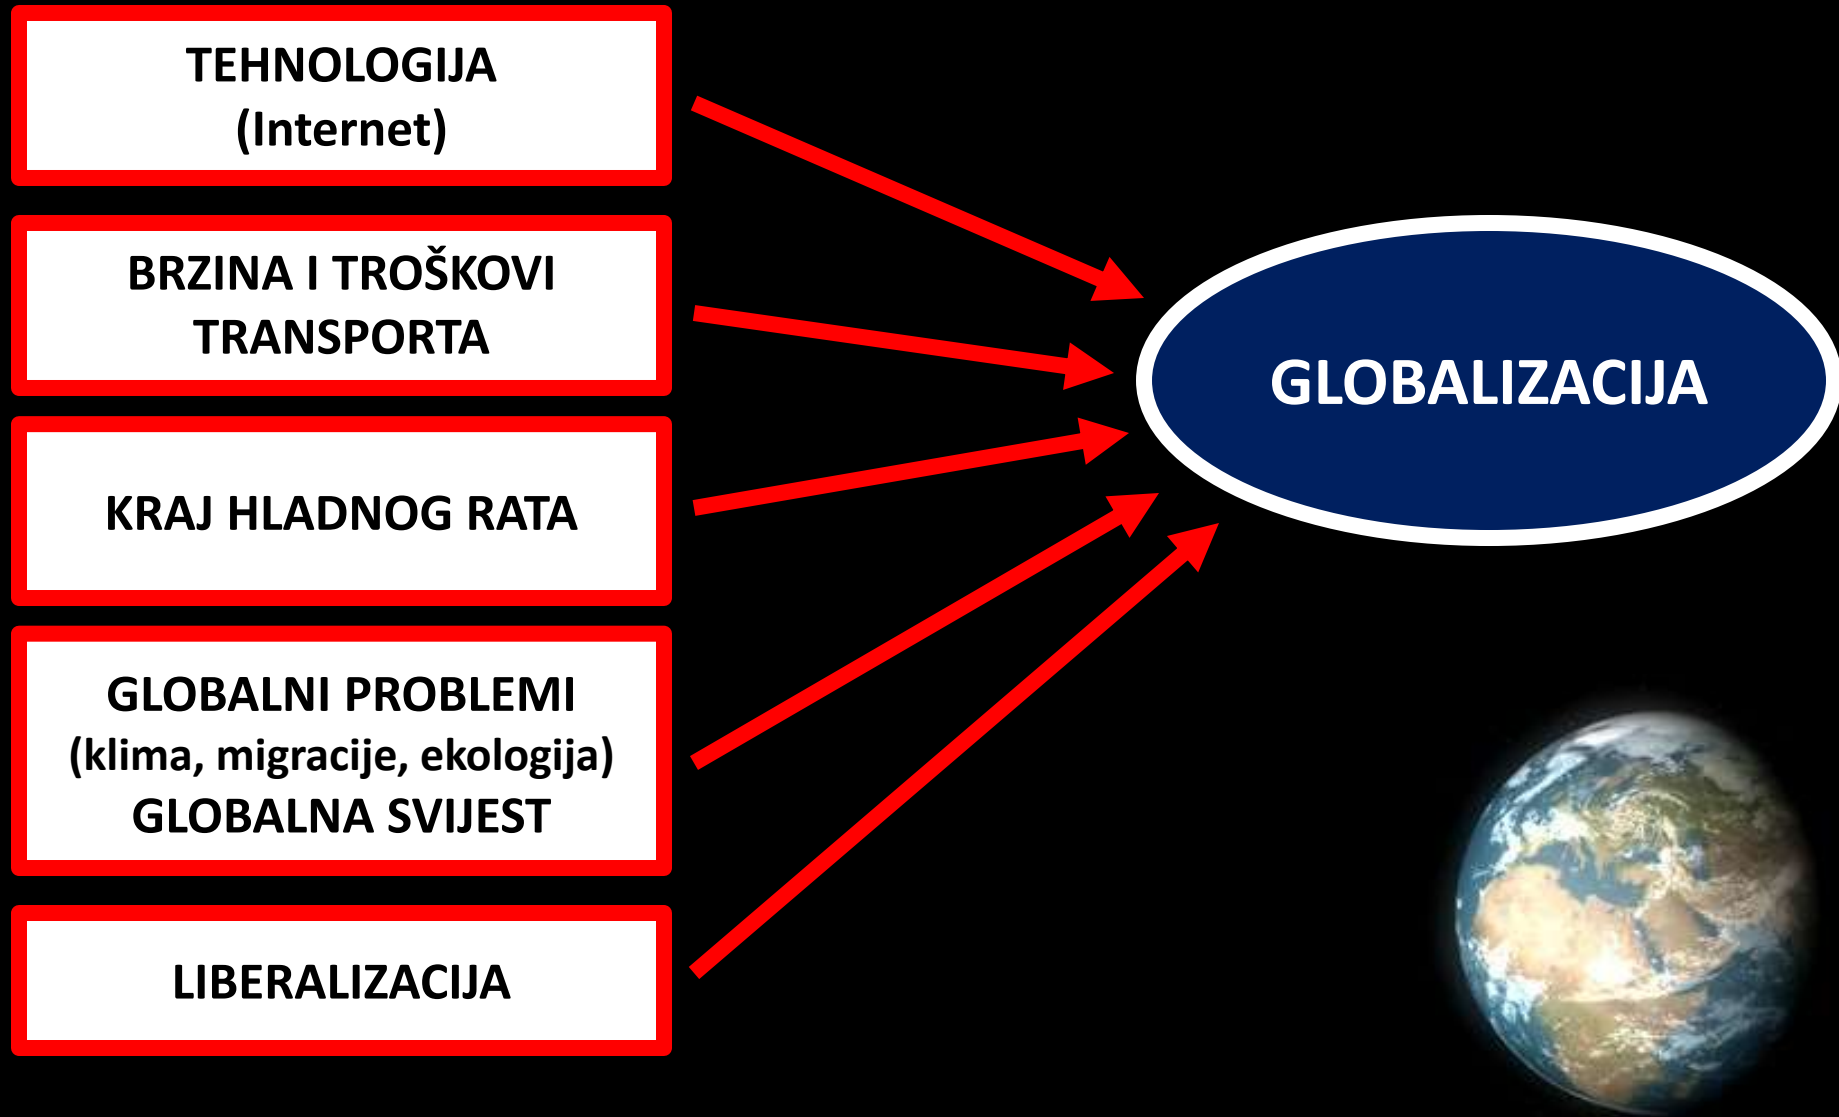 TEHNOLOGIJA
(Internet)
BRZINA I TROŠKOVI
TRANSPORTA
KRAJ HLADNOG RATA
GLOBALNI PROBLEMI
(klima, migracije, ekologija)
GLOBALNA SVIJEST
LIBERALIZACIJA
GLOBALIZACIJA